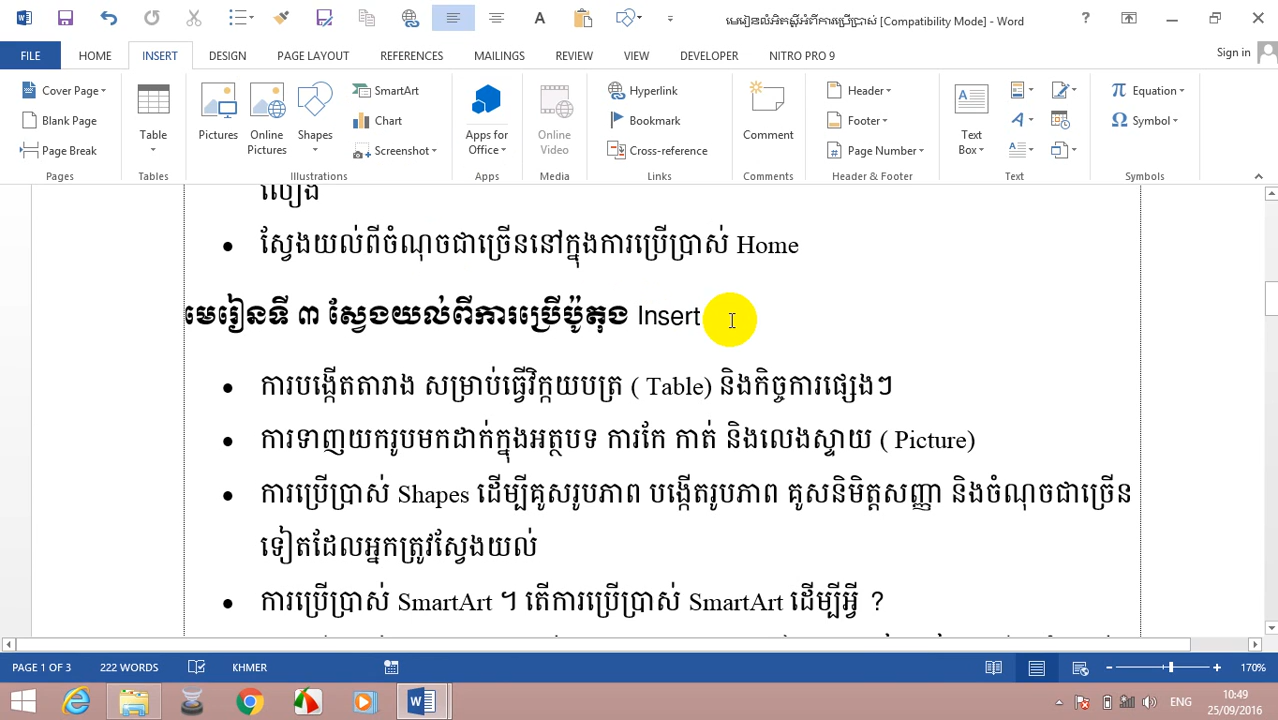 មេរៀនលំអិតស្តីអំពីការប្រើប្រាស់ [Compatibility Mode] - Word
FILE HOME INSERT DESIGN PAGE LAYOUT REFERENCES MAILINGS REVIEW VIEW DEVELOPER NITRO PRO 9 Sign in
Cover Page
Blank Page
Page Break
Table
Pictures
Online Pictures
Shapes
SmartArt
Chart
Screenshot
Apps for Office
Online Video
Hyperlink
Bookmark
Cross-reference
Comment
Header
Footer
Page Number
Text Box
Equation
Symbol
Pages Tables Illustrations Apps Media Links Comments Header & Footer Text Symbols
លៀង
• ស្វែងយល់ពីចំណុចជាច្រើននៅក្នុងការប្រើប្រាស់ Home
មេរៀនទី ៣ ស្វែងយល់ពីការប្រើប៉ូតុង Insert
• ការបង្កើតតារាង សម្រាប់ធ្វើវិក្កយបត្រ ( Table) និងកិច្ចការផ្សេងៗ
• ការទាញយករូបមកដាក់ក្នុងអត្ថបទ ការកែ កាត់ និងលេងស្ទាយ ( Picture)
• ការប្រើប្រាស់ Shapes ដើម្បីគូសរូបភាព បង្កើតរូបភាព គូសនិមិត្តសញ្ញា និងចំណុចជាច្រើន
ទៀតដែលអ្នកត្រូវស្វែងយល់
• ការប្រើប្រាស់ SmartArt ។ តើការប្រើប្រាស់ SmartArt ដើម្បីអ្វី ?
PAGE 1 OF 3 222 WORDS KHMER 170%
ENG 10:49
25/09/2016